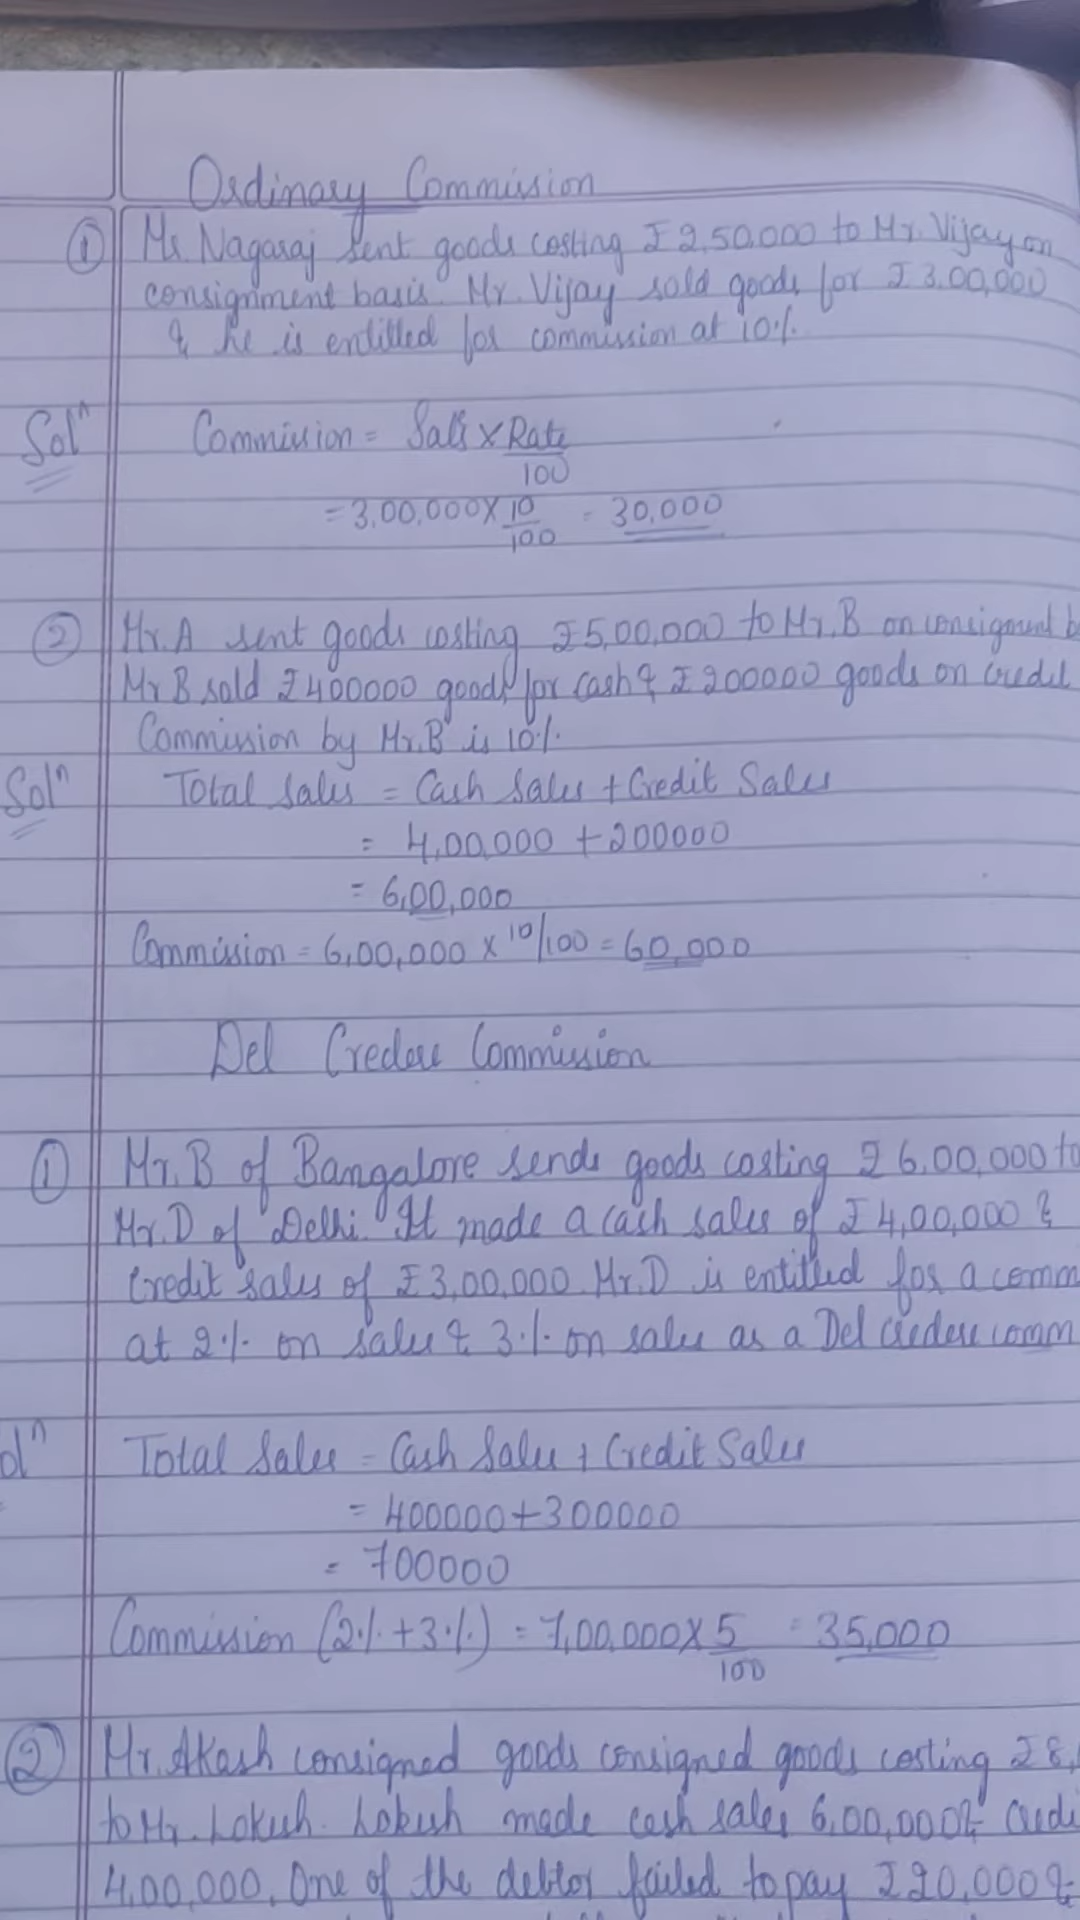 Ordinary Commission
① Mr. Nagaraj sent goods costing ₹ 2,50,000 to Mr. Vijay on
consignment basis. Mr. Vijay sold goods for ₹ 3,00,000
& he is entitled for commission at 10%.
Solⁿ Commission = Sales × Rate
100
= 3,00,000 × 10 = 30,000
100
② Mr. A sent goods costing ₹5,00,000 to Mr. B on consignment b
Mr B sold ₹ 400000 goods for cash & ₹ 200000 goods on credit
Commission by Mr. B is 10%.
Solⁿ Total Sales = Cash Sales + Credit Sales
= 4,00,000 + 200000
= 6,00,000
Commission = 6,00,000 × 10/100 = 60,000
Del Credere Commission
① Mr. B of Bangalore sends goods costing ₹ 6,00,000 to
Mr. D of Delhi. It made a cash sales of ₹ 4,00,000 &
Credit sales of ₹ 3,00,000. Mr. D is entitled for a comm
at 2% on sales & 3% on sales as a Del credere comm
olⁿ Total Sales = Cash Sales + Credit Sales
= 400000 + 300000
= 700000
Commission (2% + 3%) = 7,00,000 × 5 = 35,000
100
② Mr. Akash consigned goods consigned goods costing ₹ 8,
to Mr. Lokesh. Lokesh made cash sales 6,00,000 & Credi
4,00,000. One of the debtor failed to pay ₹ 20,000 &